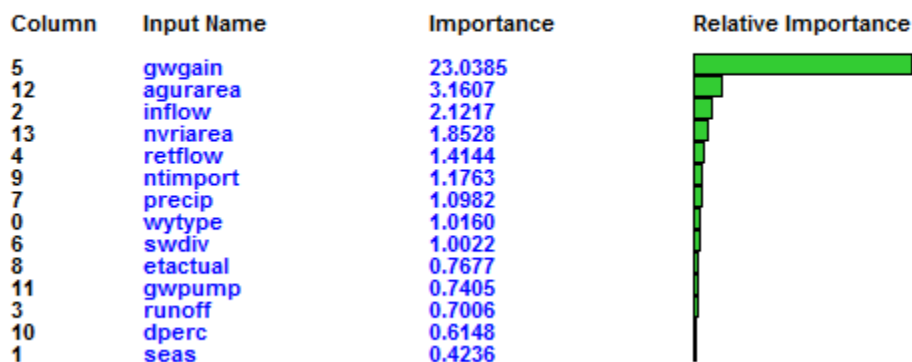 Column Input Name Importance Relative Importance
5 gwgain 23.0385
12 agurarea 3.1607
2 inflow 2.1217
13 nvriarea 1.8528
4 retflow 1.4144
9 ntimport 1.1763
7 precip 1.0982
0 wytype 1.0160
6 swdiv 1.0022
8 etactual 0.7677
11 gwpump 0.7405
3 runoff 0.7006
10 dperc 0.6148
1 seas 0.4236